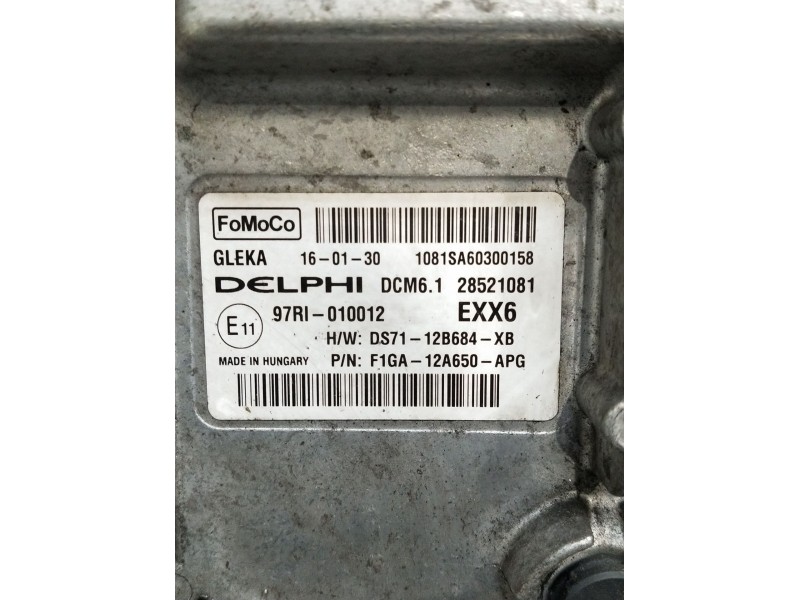 FoMoCo
GLEKA 16-01-30 1081SA60300158
DELPHI DCM6.1 28521081
E11 97RI-010012 EXX6
H/W: DS71-12B684-XB
MADE IN HUNGARY P/N: F1GA-12A650-APG